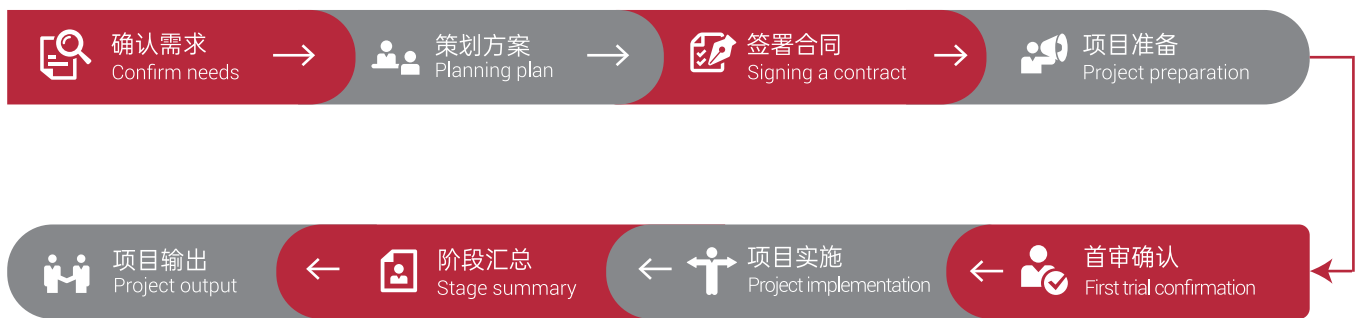 确认需求
Confirm needs
策划方案
Planning plan
签署合同
Signing a contract
项目准备
Project preparation
首审确认
First trial confirmation
项目实施
Project implementation
阶段汇总
Stage summary
项目输出
Project output